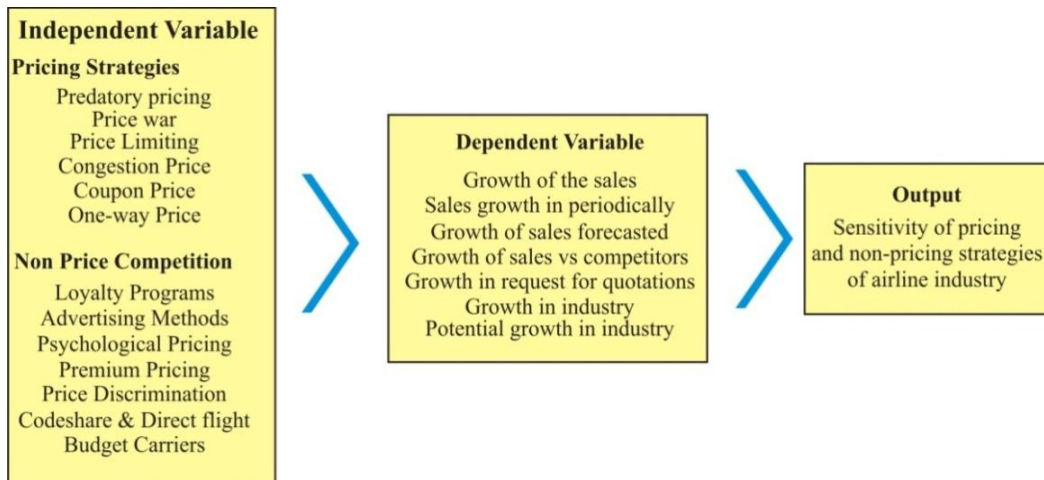 Independent Variable
Pricing Strategies
Predatory pricing
Price war
Price Limiting
Congestion Price
Coupon Price
One-way Price
Non Price Competition
Loyalty Programs
Advertising Methods
Psychological Pricing
Premium Pricing
Price Discrimination
Codeshare & Direct flight
Budget Carriers
Dependent Variable
Growth of the sales
Sales growth in periodically
Growth of sales forecasted
Growth of sales vs competitors
Growth in request for quotations
Growth in industry
Potential growth in industry
Output
Sensitivity of pricing
and non-pricing strategies
of airline industry